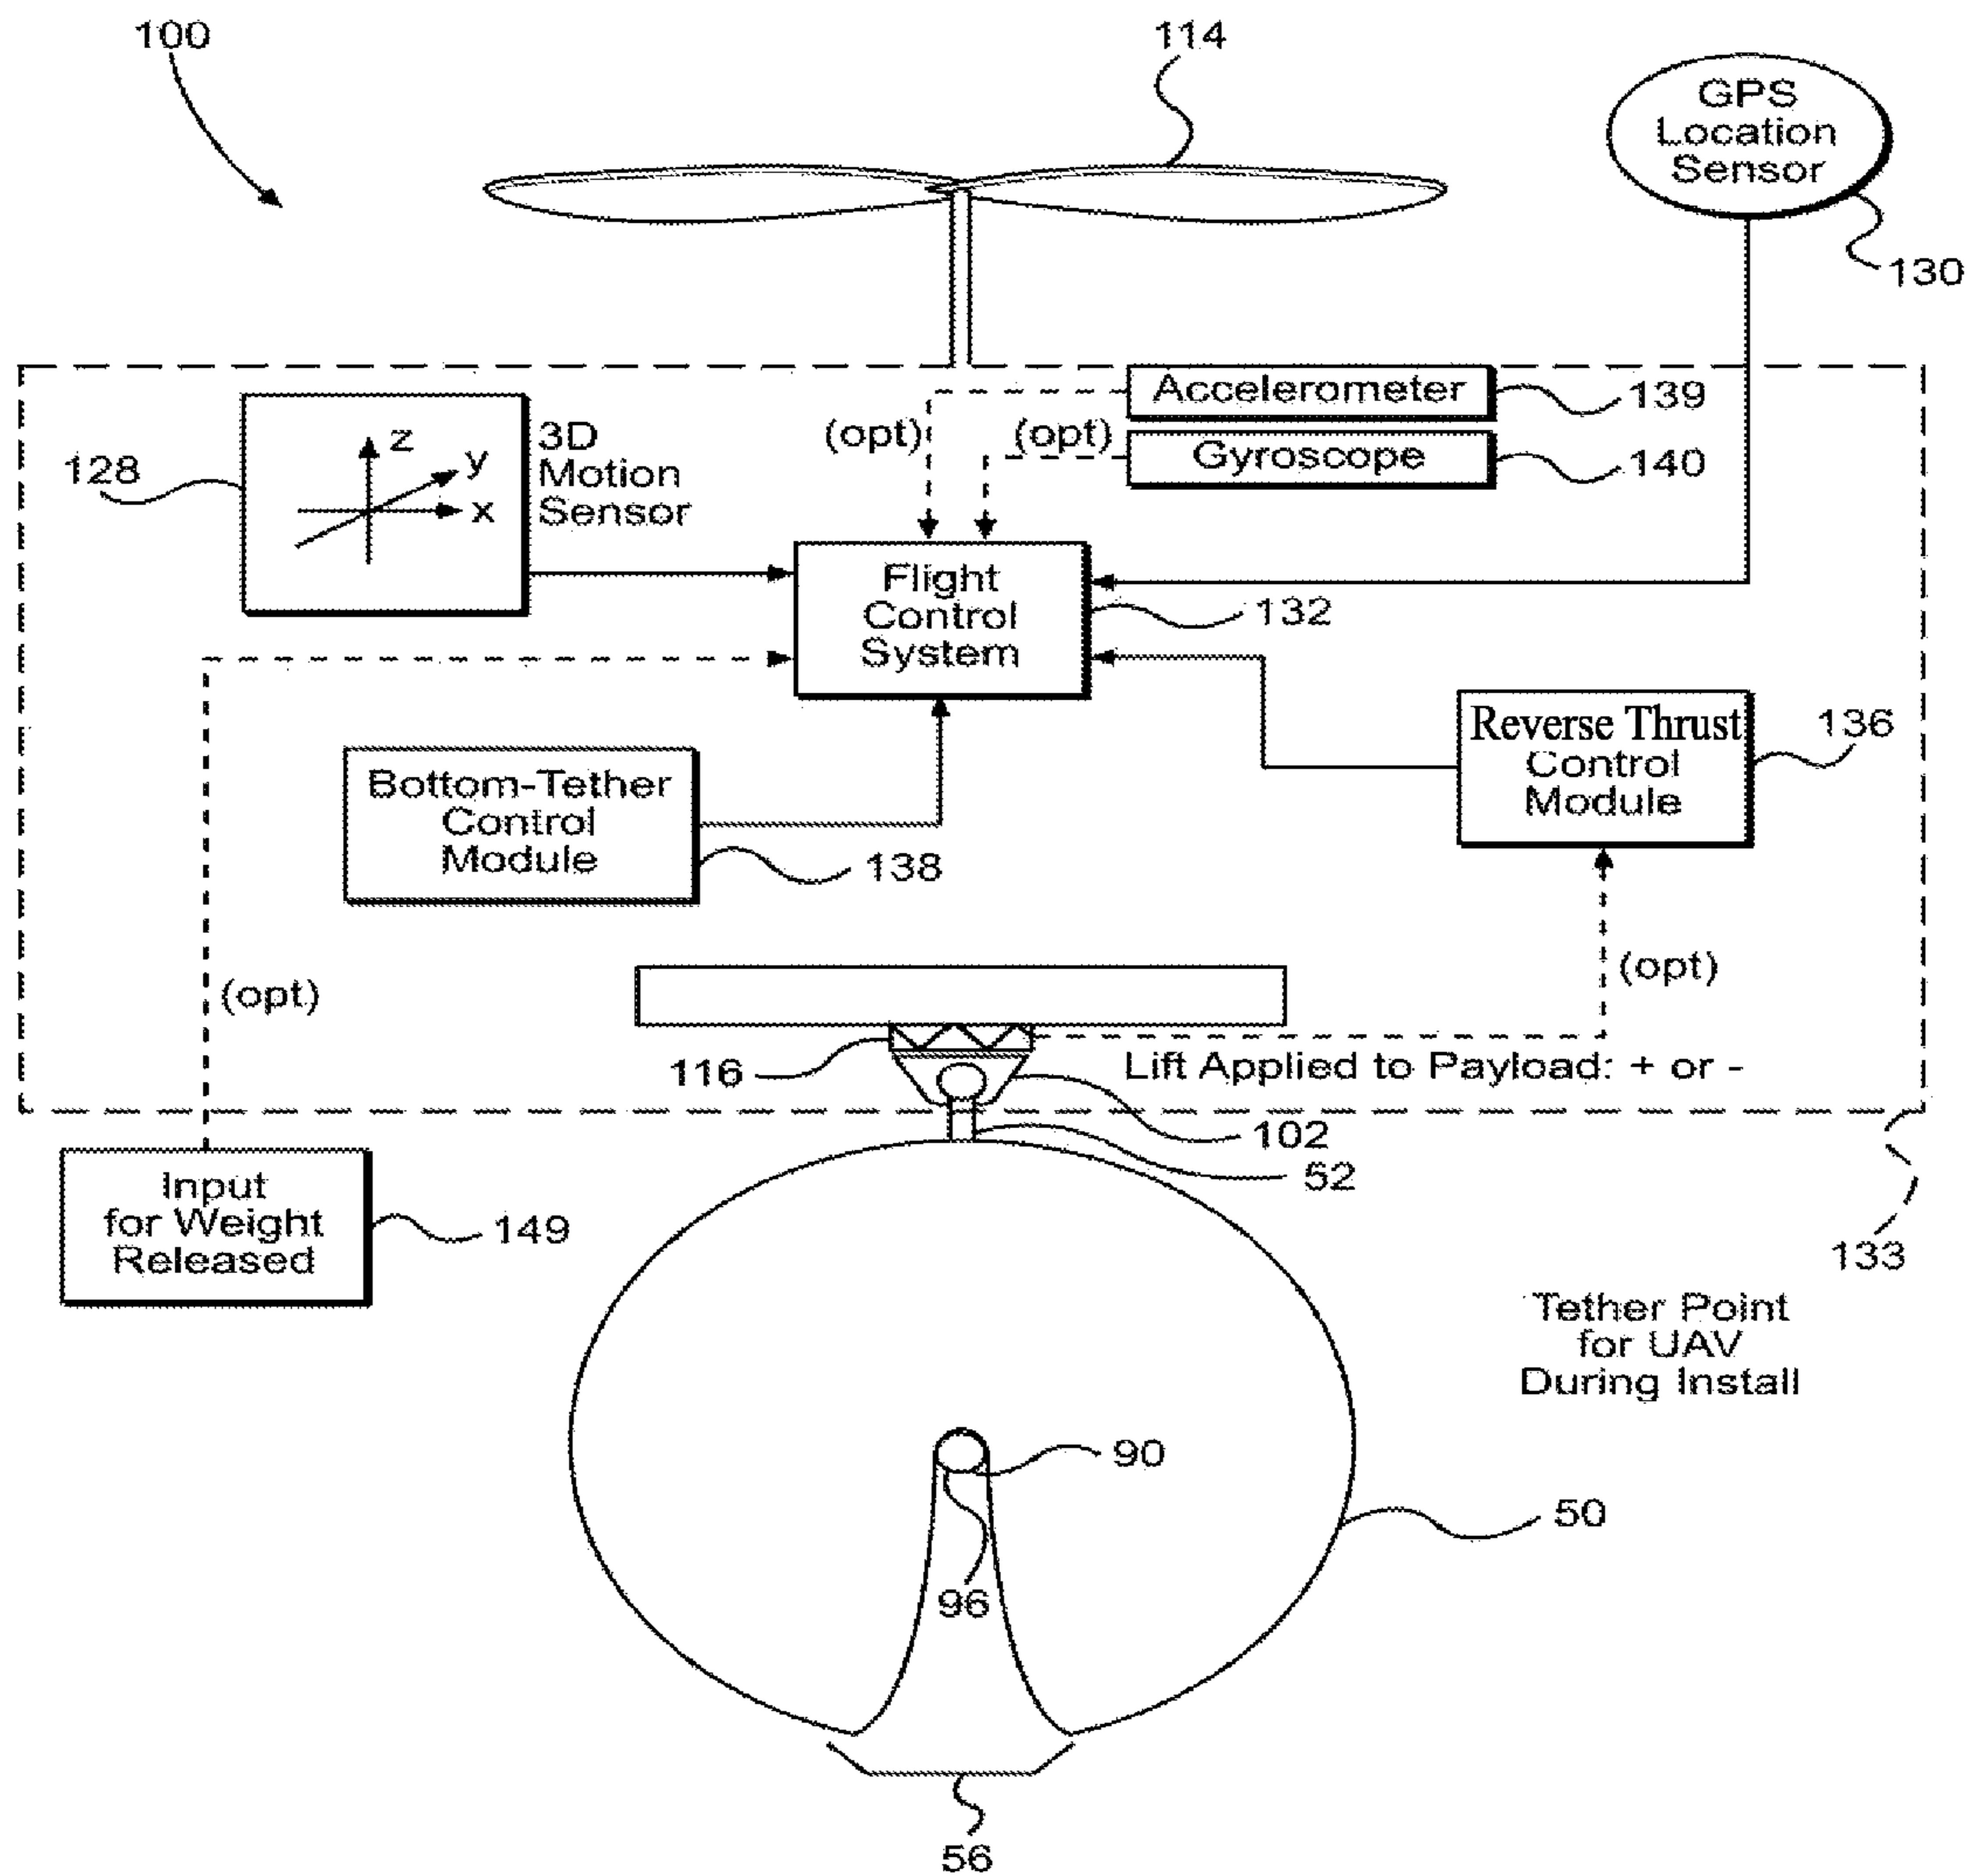 100
114
GPS
Location
Sensor
130
Accelerometer
139
(opt)
(opt)
Gyroscope
140
128
z
y
x
3D
Motion
Sensor
Flight
Control
System
132
Reverse Thrust
Control
Module
136
Bottom-Tether
Control
Module
138
(opt)
(opt)
116
Lift Applied to Payload: + or -
102
52
Input
for Weight
Released
149
133
Tether Point
for UAV
During Install
90
50
96
56